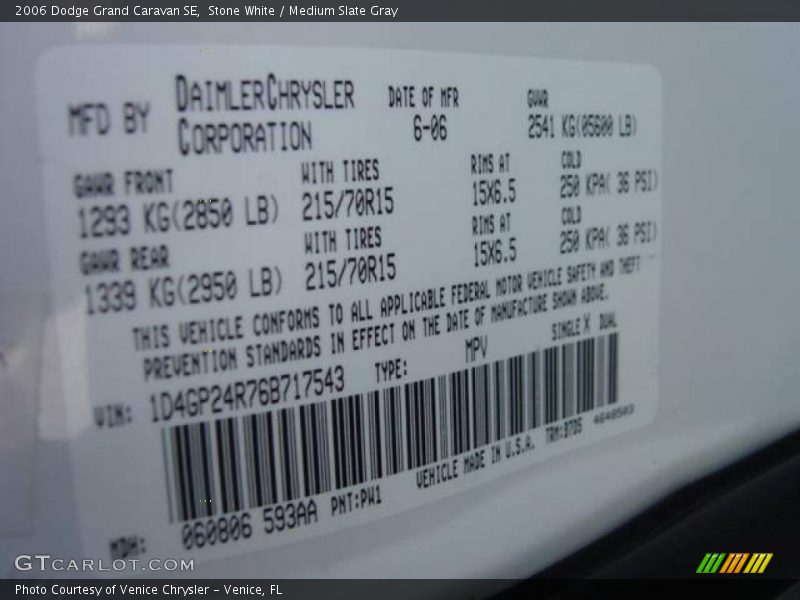 2006 Dodge Grand Caravan SE, Stone White / Medium Slate Gray
MFD BY DAIMLERCHRYSLER CORPORATION
DATE OF MFR 6-06
GVWR 2541 KG(05600 LB)
GAWR FRONT WITH TIRES RIMS AT COLD
1293 KG(2850 LB) 215/70R15 15X6.5 250 KPA( 36 PSI)
GAWR REAR WITH TIRES RIMS AT COLD
1339 KG(2950 LB) 215/70R15 15X6.5 250 KPA( 36 PSI)
THIS VEHICLE CONFORMS TO ALL APPLICABLE FEDERAL MOTOR VEHICLE SAFETY AND THEFT
PREVENTION STANDARDS IN EFFECT ON THE DATE OF MANUFACTURE SHOWN ABOVE.
VIN: 1D4GP24R76B717543 TYPE: MPV SINGLE X DUAL
MDH: 060806 593AA PNT:PW1 VEHICLE MADE IN U.S.A.
GTCARLOT.COM
Photo Courtesy of Venice Chrysler - Venice, FL